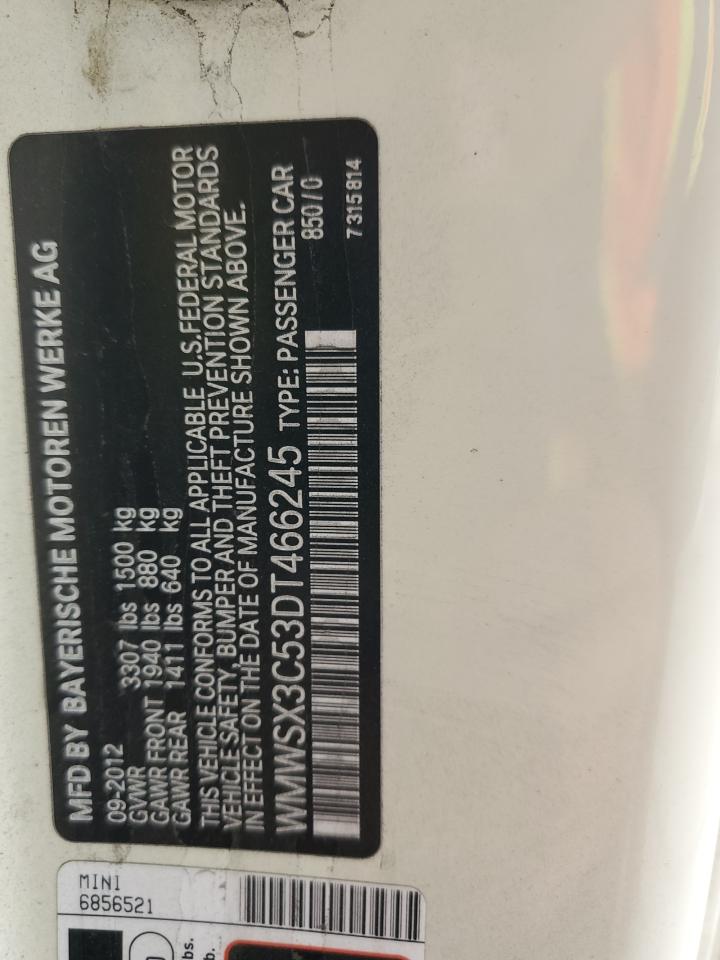 MFD BY BAYERISCHE MOTOREN WERKE AG
09-2012
GVWR 3307 lbs 1500 kg
GAWR FRONT 1940 lbs 880 kg
GAWR REAR 1411 lbs 640 kg
THIS VEHICLE CONFORMS TO ALL APPLICABLE U.S.FEDERAL MOTOR
VEHICLE SAFETY, BUMPER AND THEFT PREVENTION STANDARDS
IN EFFECT ON THE DATE OF MANUFACTURE SHOWN ABOVE.
WMWSX3C53DT466245 TYPE: PASSENGER CAR
850/0
7315814
MINI
6856521
lbs.